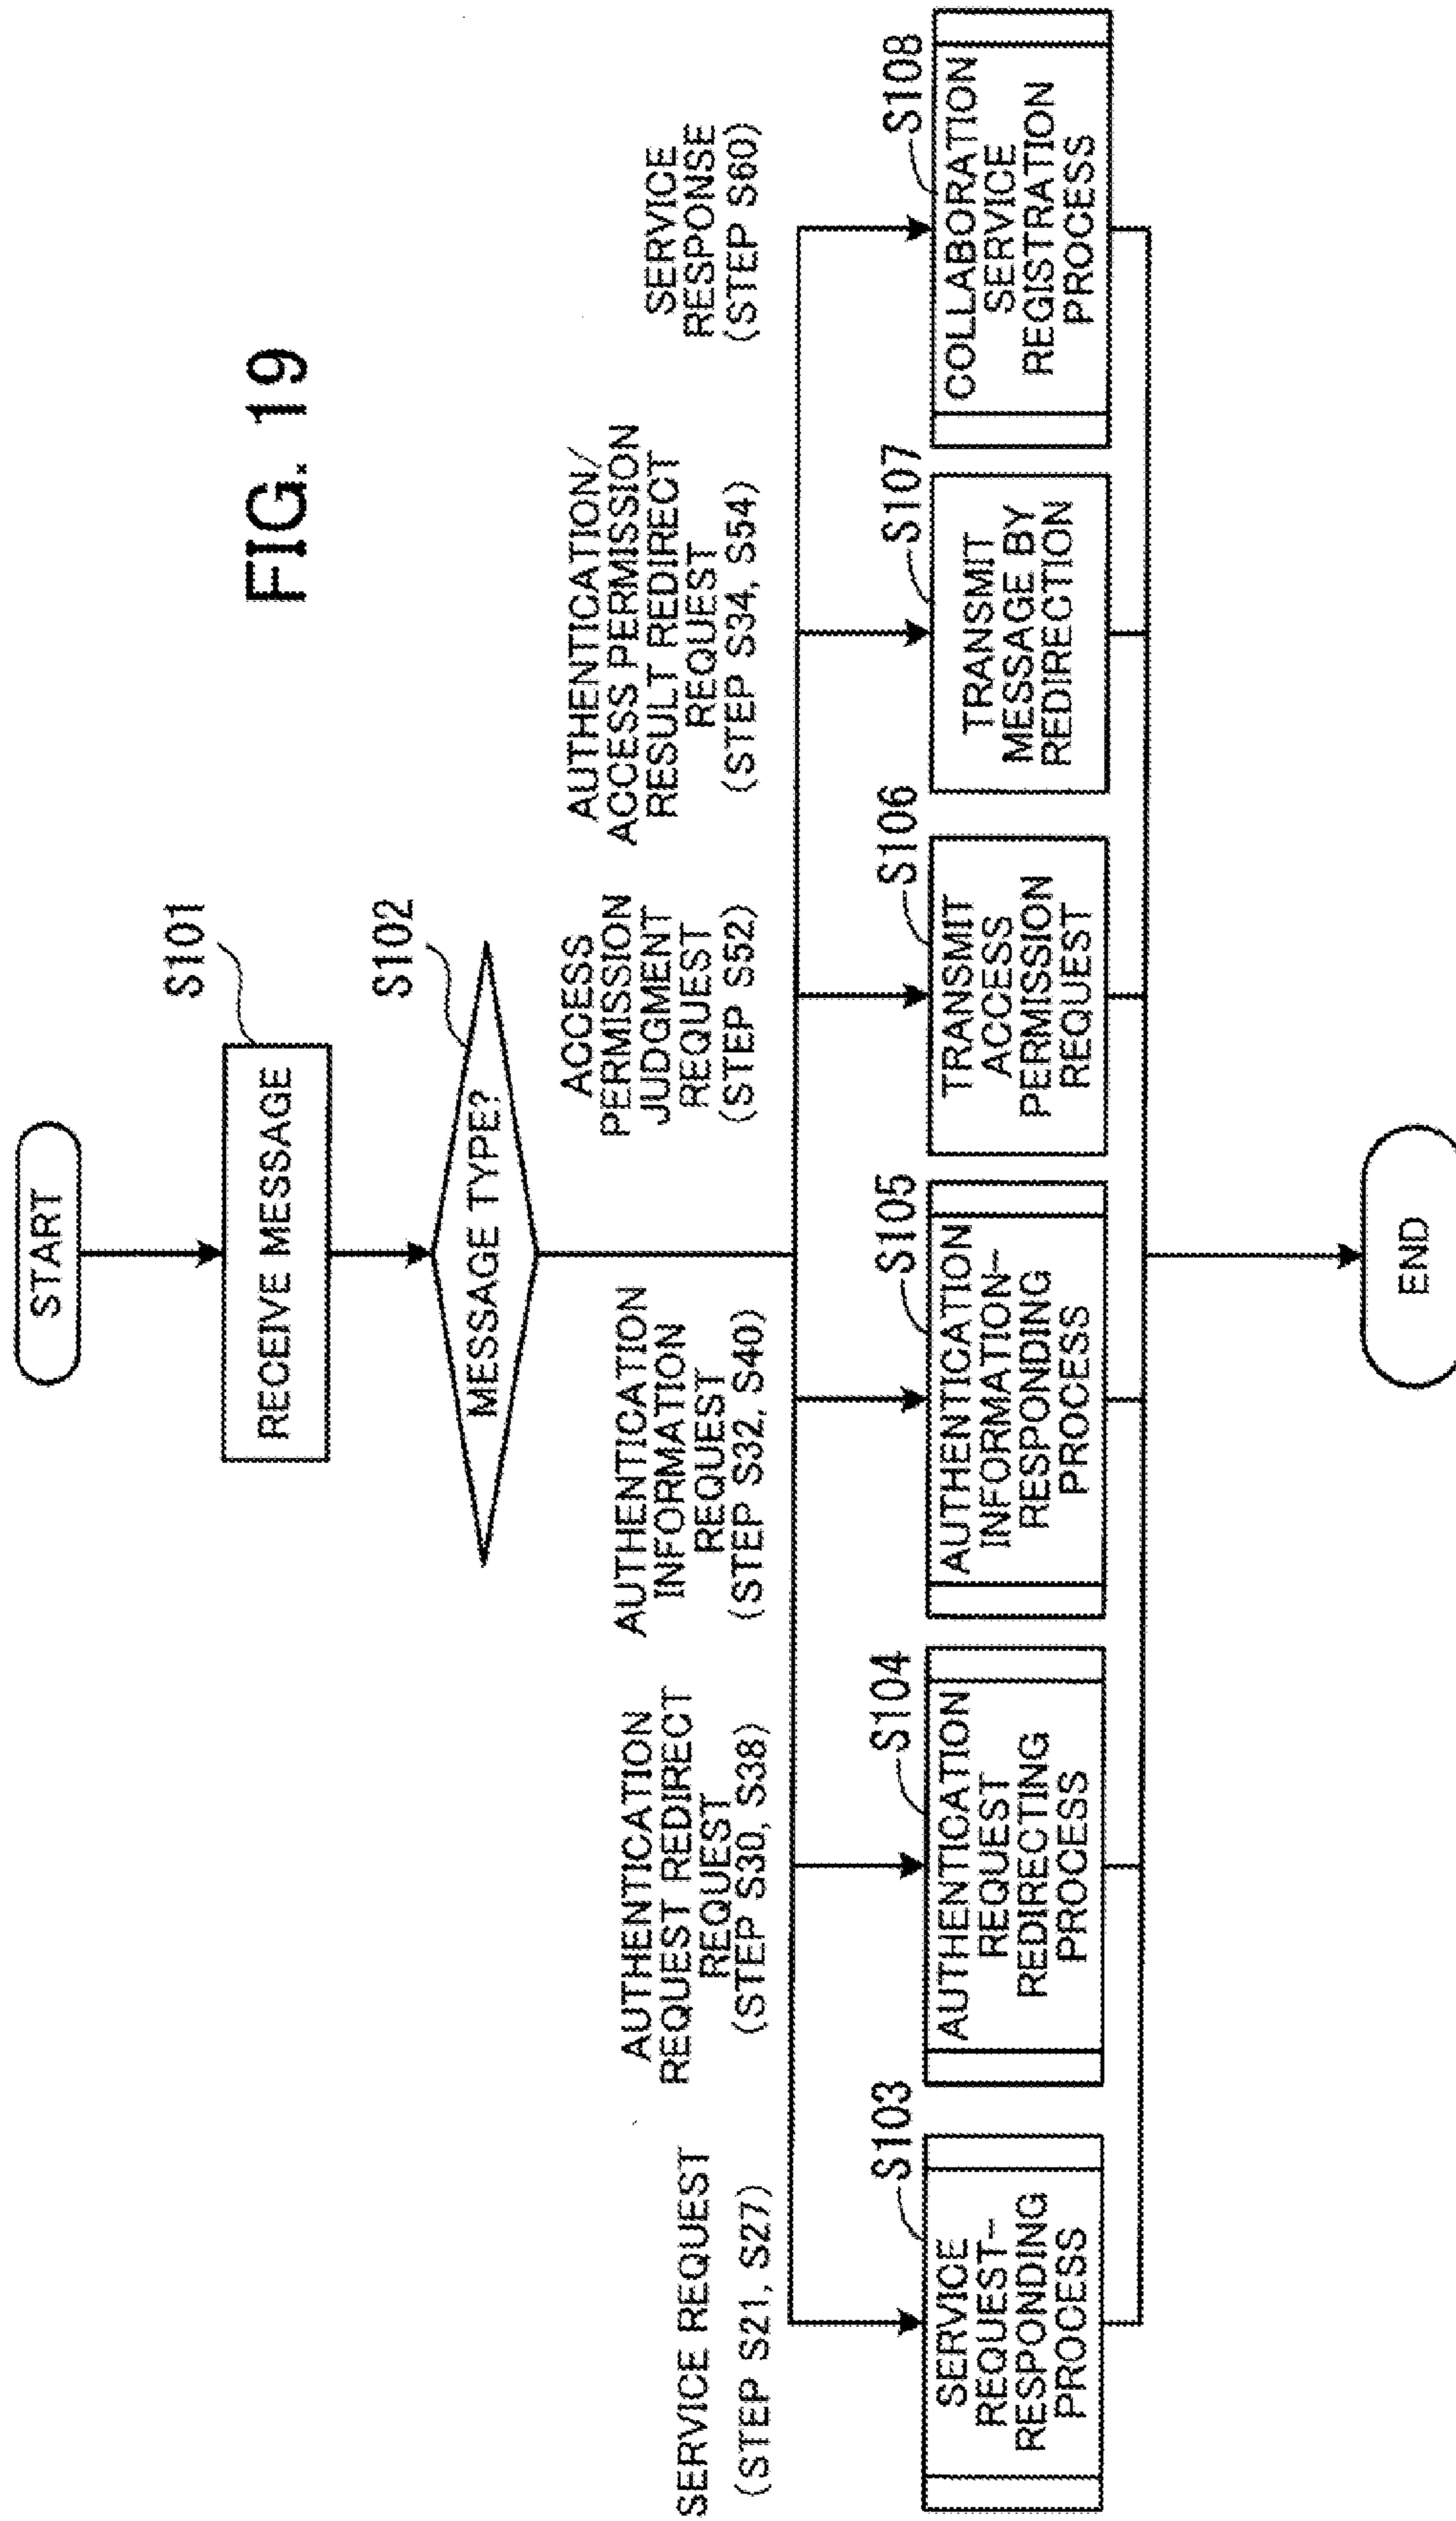 FIG. 19
START
S101
RECEIVE MESSAGE
S102
MESSAGE TYPE?
SERVICE REQUEST
(STEP S21, S27)
AUTHENTICATION
REQUEST REDIRECT
REQUEST
(STEP S30, S38)
AUTHENTICATION
INFORMATION
REQUEST
(STEP S32, S40)
ACCESS
PERMISSION
JUDGMENT
REQUEST
(STEP S52)
AUTHENTICATION/
ACCESS PERMISSION
RESULT REDIRECT
REQUEST
(STEP S34, S54)
SERVICE
RESPONSE
(STEP S60)
S103
SERVICE
REQUEST-
RESPONDING
PROCESS
S104
AUTHENTICATION
REQUEST
REDIRECTING
PROCESS
S105
AUTHENTICATION
INFORMATION-
RESPONDING
PROCESS
S106
TRANSMIT
ACCESS
PERMISSION
REQUEST
S107
TRANSMIT
MESSAGE BY
REDIRECTION
S108
COLLABORATION
SERVICE
REGISTRATION
PROCESS
END